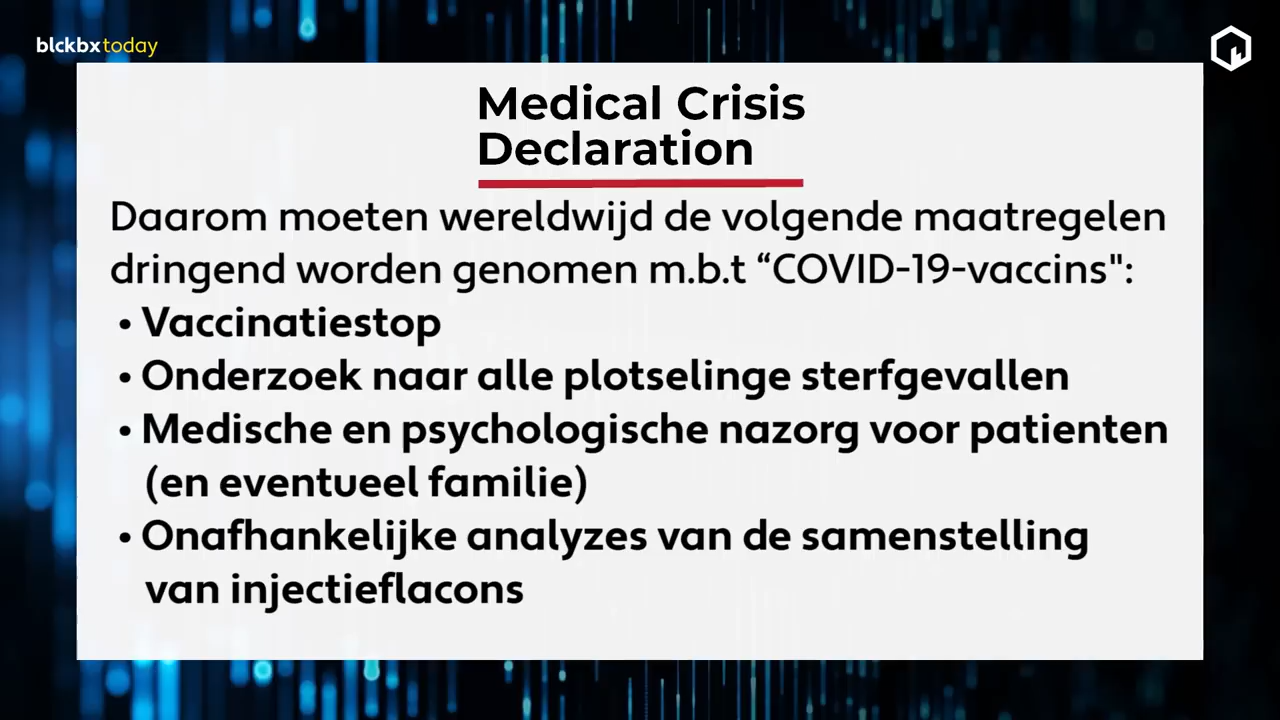 blckbxtoday
Medical Crisis
Declaration
Daarom moeten wereldwijd de volgende maatregelen
dringend worden genomen m.b.t “COVID-19-vaccins":
• Vaccinatiestop
• Onderzoek naar alle plotselinge sterfgevallen
• Medische en psychologische nazorg voor patienten
(en eventueel familie)
• Onafhankelijke analyzes van de samenstelling
van injectieflacons